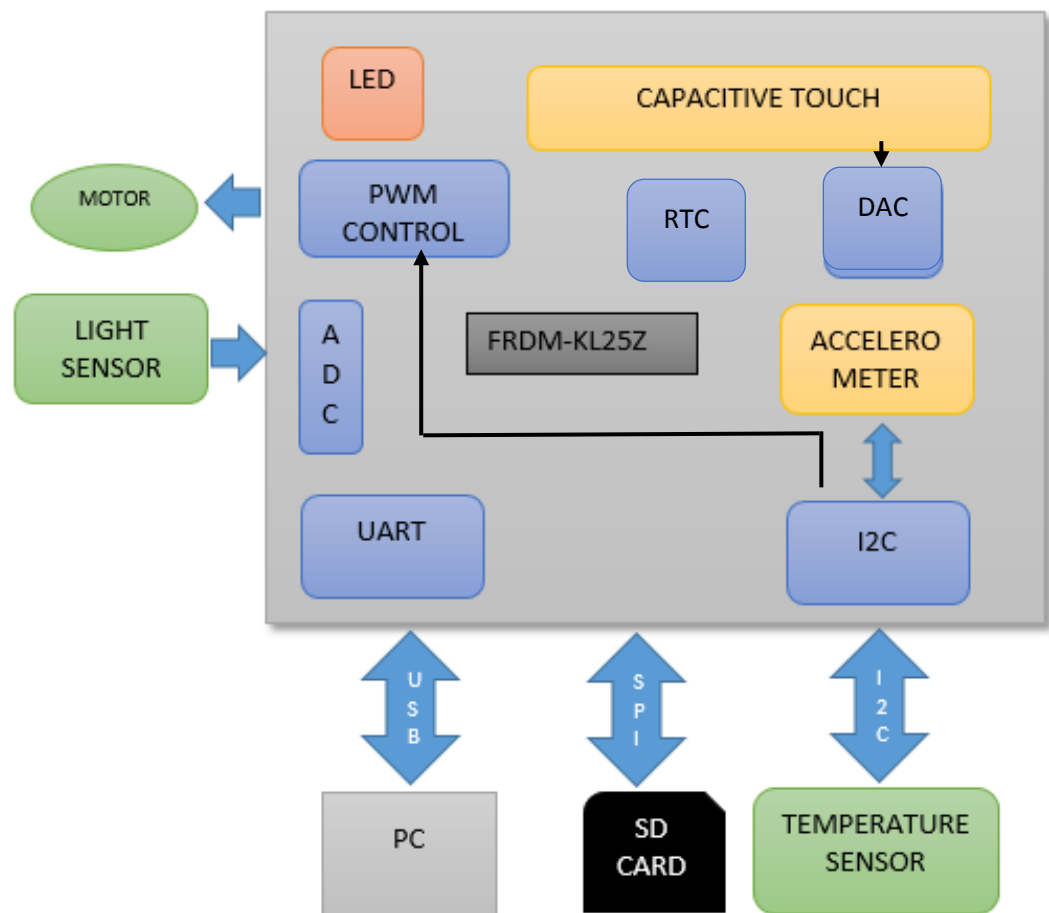 LED
CAPACITIVE TOUCH
MOTOR
PWM
CONTROL
RTC
DAC
LIGHT
SENSOR
A
D
C
FRDM-KL25Z
ACCELERO
METER
UART
I2C
U
S
B
S
P
I
I
2
C
PC
SD
CARD
TEMPERATURE
SENSOR